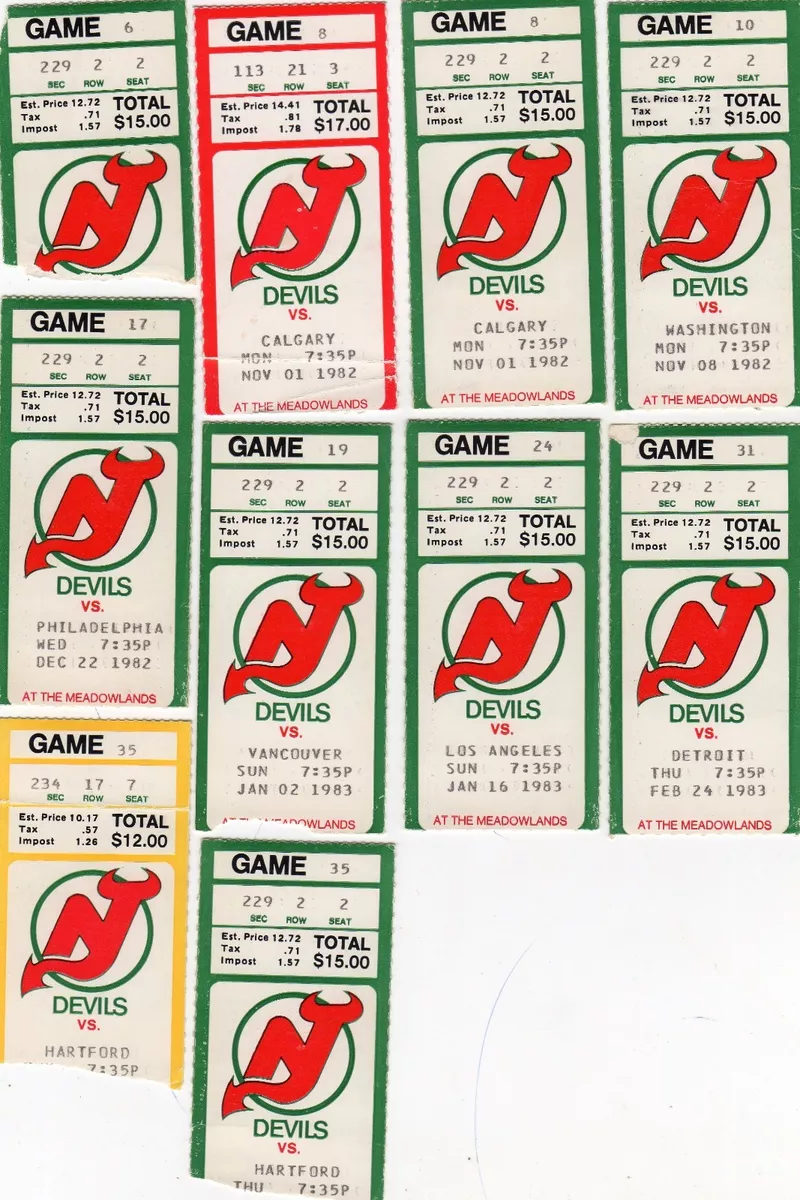 GAME 6
229 2 2
SEC ROW SEAT
Est. Price 12.72
Tax .71
Impost 1.57
TOTAL
$15.00
GAME 8
113 21 3
SEC ROW SEAT
Est. Price 14.41
Tax .81
Impost 1.78
TOTAL
$17.00
DEVILS
VS.
CALGARY
MON 7:35P
NOV 01 1982
AT THE MEADOWLANDS
GAME 8
229 2 2
SEC ROW SEAT
Est. Price 12.72
Tax .71
Impost 1.57
TOTAL
$15.00
DEVILS
VS.
CALGARY
MON 7:35P
NOV 01 1982
AT THE MEADOWLANDS
GAME 10
229 2 2
SEC ROW SEAT
Est. Price 12.72
Tax .71
Impost 1.57
TOTAL
$15.00
DEVILS
VS.
WASHINGTON
MON 7:35P
NOV 08 1982
AT THE MEADOWLANDS
GAME 17
229 2 2
SEC ROW SEAT
Est. Price 12.72
Tax .71
Impost 1.57
TOTAL
$15.00
DEVILS
VS.
PHILADELPHIA
WED 7:35P
DEC 22 1982
AT THE MEADOWLANDS
GAME 19
229 2 2
SEC ROW SEAT
Est. Price 12.72
Tax .71
Impost 1.57
TOTAL
$15.00
DEVILS
VS.
VANCOUVER
SUN 7:35P
JAN 02 1983
AT THE MEADOWLANDS
GAME 24
229 2 2
SEC ROW SEAT
Est. Price 12.72
Tax .71
Impost 1.57
TOTAL
$15.00
DEVILS
VS.
LOS ANGELES
SUN 7:35P
JAN 16 1983
AT THE MEADOWLANDS
GAME 31
229 2 2
SEC ROW SEAT
Est. Price 12.72
Tax .71
Impost 1.57
TOTAL
$15.00
DEVILS
VS.
DETROIT
THU 7:35P
FEB 24 1983
AT THE MEADOWLANDS
GAME 35
234 17 7
SEC ROW SEAT
Est. Price 10.17
Tax .57
Impost 1.26
TOTAL
$12.00
DEVILS
VS.
HARTFORD
7:35P
GAME 35
229 2 2
SEC ROW SEAT
Est. Price 12.72
Tax .71
Impost 1.57
TOTAL
$15.00
DEVILS
VS.
HARTFORD
THU 7:35P